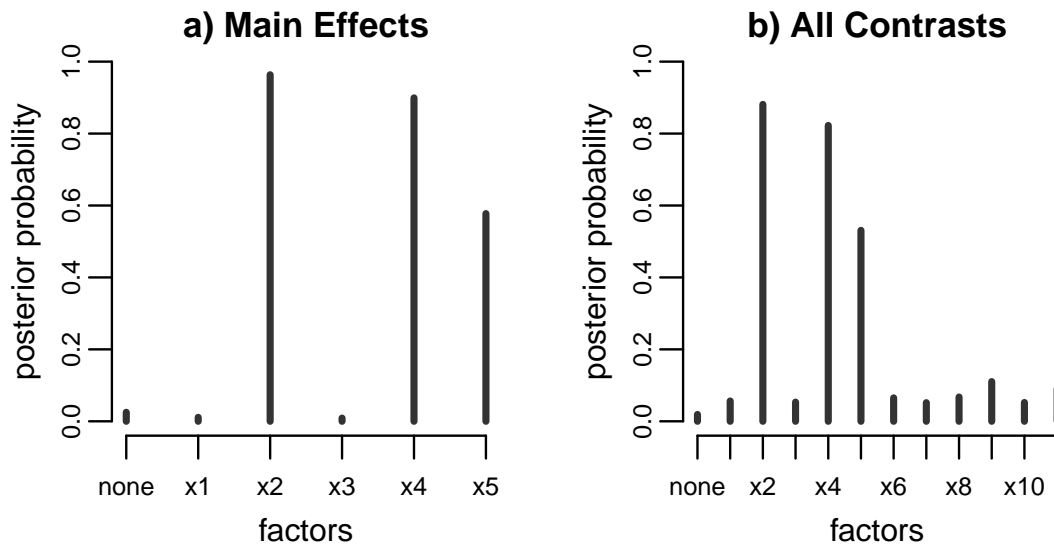 a) Main Effects
posterior probability
1.0
0.8
0.6
0.4
0.2
0.0
none x1 x2 x3 x4 x5
factors
b) All Contrasts
posterior probability
1.0
0.8
0.6
0.4
0.2
0.0
none x2 x4 x6 x8 x10
factors